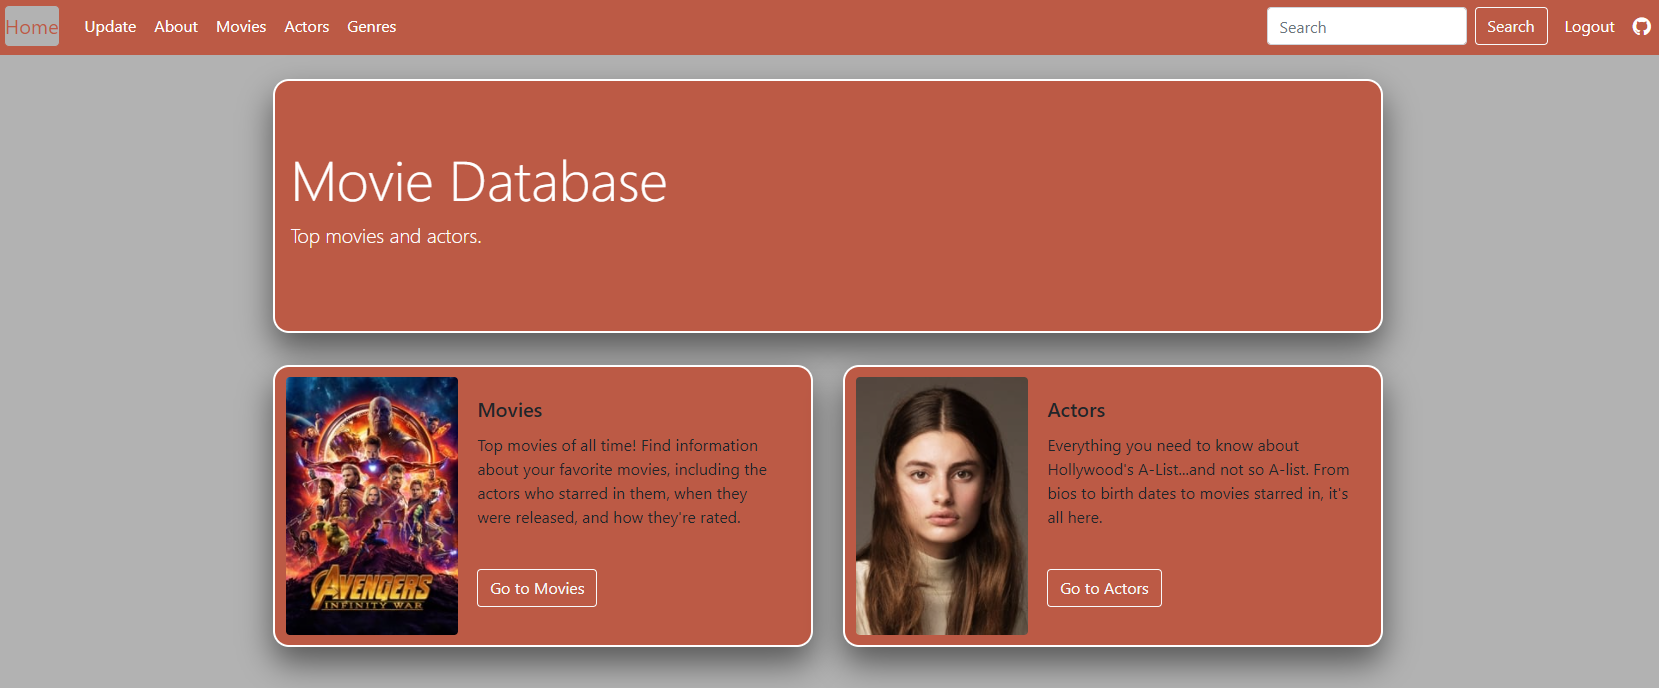 Home Update About Movies Actors Genres Search Search Logout
Movie Database
Top movies and actors.
AVENGERS
INFINITY WAR
Movies
Top movies of all time! Find information
about your favorite movies, including the
actors who starred in them, when they
were released, and how they're rated.
Go to Movies
Actors
Everything you need to know about
Hollywood's A-List...and not so A-list. From
bios to birth dates to movies starred in, it's
all here.
Go to Actors